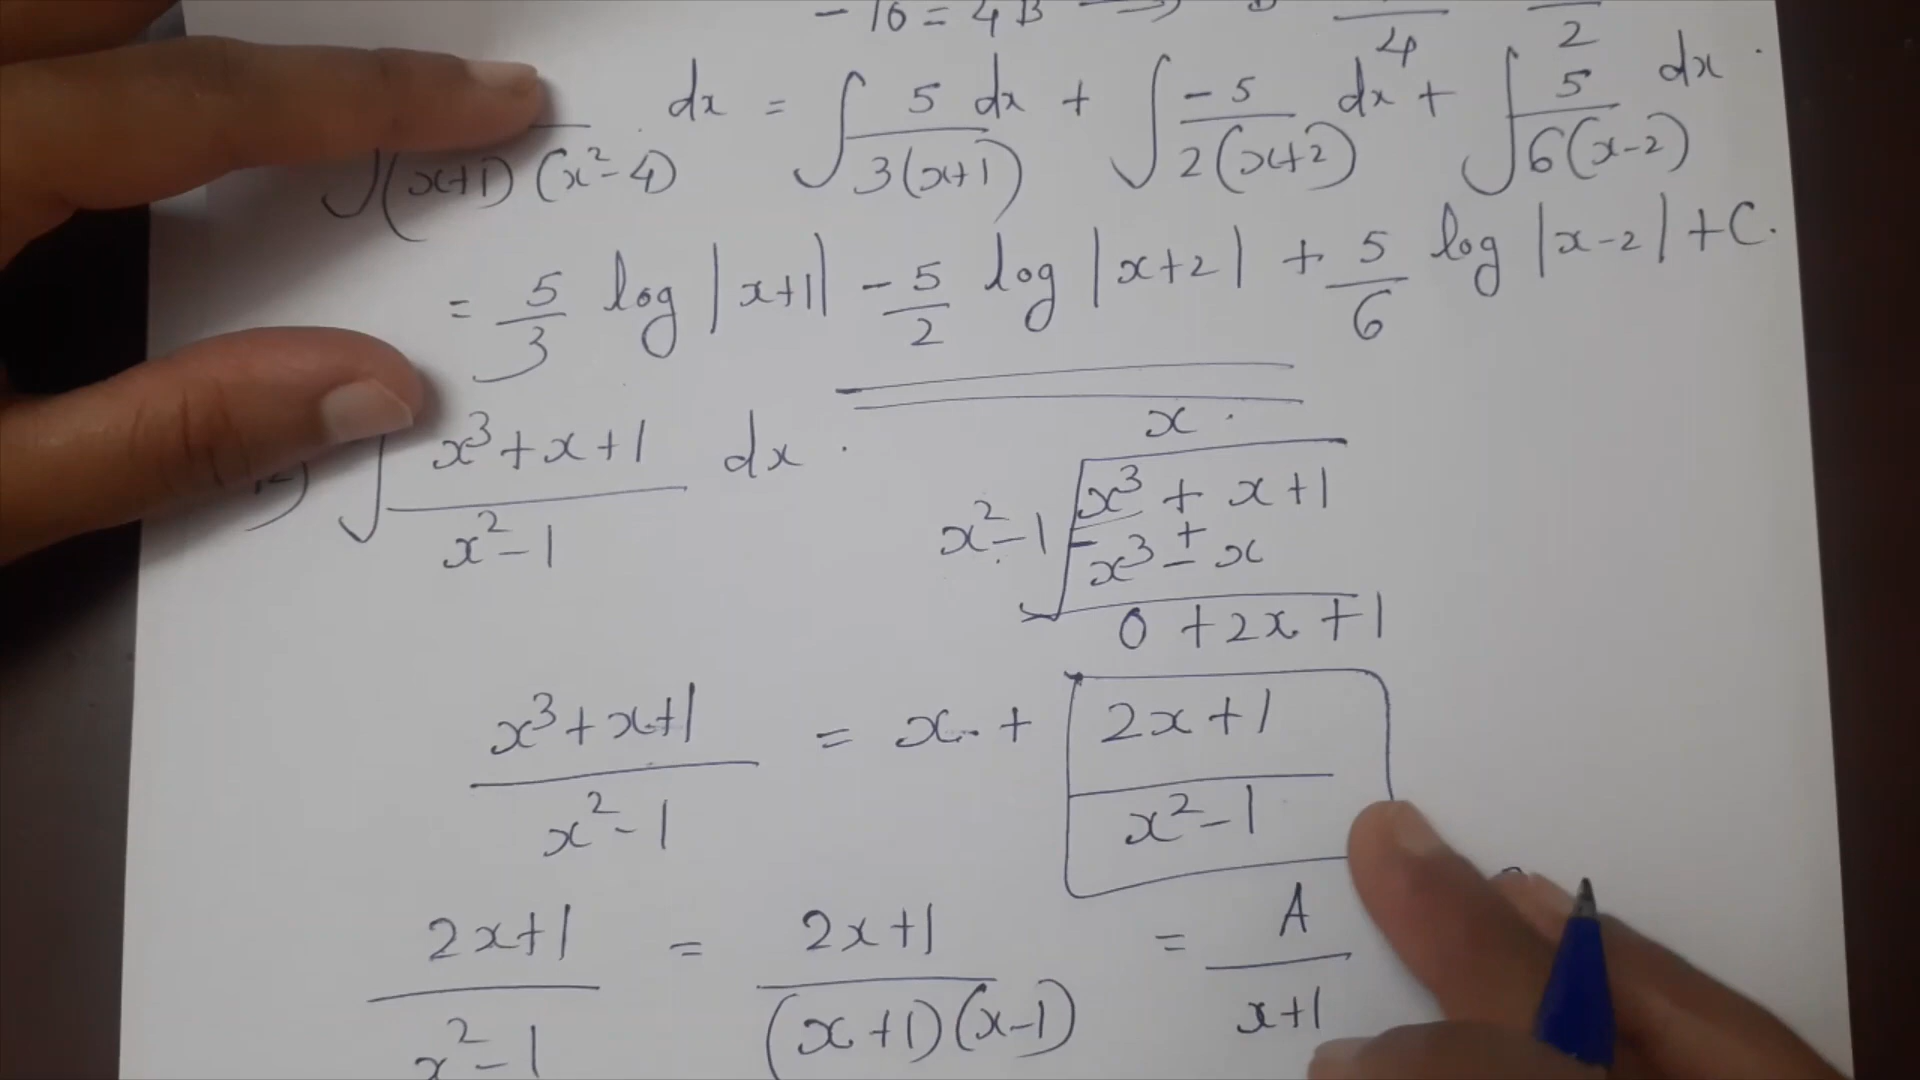 - 10 = 4B ⟹
4 2
∫ (x+1)(x²-4) dx = ∫ 5 dx / 3(x+1) + ∫ -5 / 2(x+2) dx + ∫ 5 / 6(x-2) dx.
= 5/3 log |x+1| - 5/2 log |x+2| + 5/6 log |x-2| + C.
∫ x³+x+1 / x²-1 dx.
x.
x²-1 √ x³ + x+1
- x³ ± x
0 + 2x + 1
x³+x+1 / x²-1 = x + 2x+1 / x²-1
2x+1 / x²-1 = 2x+1 / (x+1)(x-1) = A / x+1